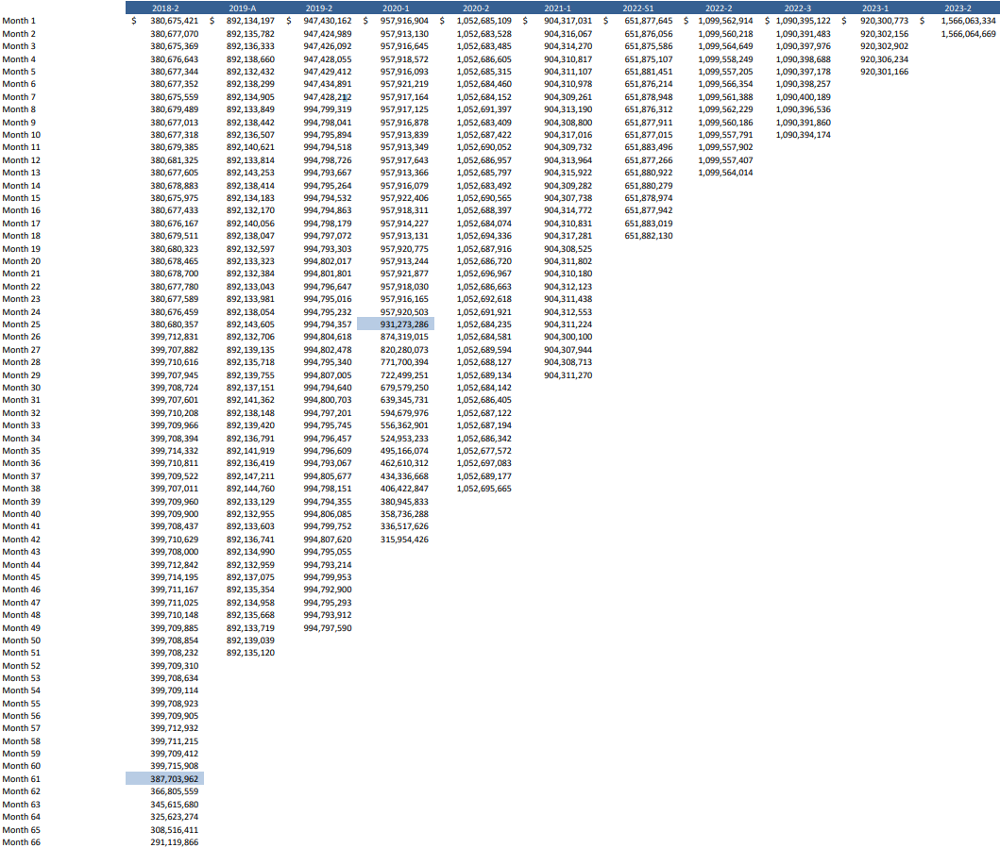 2018-2 2019-A 2019-2 2020-1 2020-2 2021-1 2022-S1 2022-2 2022-3 2023-1 2023-2
Month 1 $ 380,675,421 $ 892,134,197 $ 947,430,162 $ 957,916,904 $ 1,052,685,109 $ 904,317,031 $ 651,877,645 $ 1,099,562,914 $ 1,090,395,122 $ 920,300,773 $ 1,566,063,334
Month 2 380,677,070 892,135,782 947,424,989 957,913,130 1,052,683,528 904,316,067 651,876,056 1,099,560,218 1,090,391,483 920,302,156 1,566,064,669
Month 3 380,675,369 892,136,333 947,426,092 957,916,645 1,052,683,485 904,314,270 651,875,586 1,099,564,649 1,090,397,976 920,302,902
Month 4 380,676,643 892,138,660 947,428,055 957,918,572 1,052,686,605 904,310,817 651,875,107 1,099,558,249 1,090,398,688 920,306,234
Month 5 380,677,344 892,132,432 947,429,412 957,916,093 1,052,685,315 904,311,107 651,881,451 1,099,557,205 1,090,397,178 920,301,166
Month 6 380,677,352 892,138,299 947,434,891 957,921,219 1,052,684,460 904,310,978 651,876,214 1,099,566,354 1,090,398,257
Month 7 380,675,559 892,134,905 947,428,212 957,917,164 1,052,684,152 904,309,261 651,878,948 1,099,561,388 1,090,400,189
Month 8 380,679,489 892,133,849 994,799,319 957,917,125 1,052,691,397 904,313,190 651,876,312 1,099,562,229 1,090,396,536
Month 9 380,677,013 892,138,442 994,798,041 957,916,878 1,052,683,409 904,308,800 651,877,911 1,099,560,186 1,090,391,860
Month 10 380,677,318 892,136,507 994,795,894 957,913,839 1,052,687,422 904,317,016 651,877,015 1,099,557,791 1,090,394,174
Month 11 380,679,385 892,140,621 994,794,518 957,913,349 1,052,690,052 904,309,732 651,883,496 1,099,557,902
Month 12 380,681,325 892,133,814 994,798,726 957,917,643 1,052,686,957 904,313,964 651,877,266 1,099,557,407
Month 13 380,677,605 892,143,253 994,793,667 957,913,366 1,052,685,797 904,315,922 651,880,922 1,099,564,014
Month 14 380,678,883 892,138,414 994,795,264 957,916,079 1,052,683,492 904,309,282 651,880,279
Month 15 380,675,975 892,134,183 994,794,532 957,922,406 1,052,690,565 904,307,738 651,878,974
Month 16 380,677,433 892,132,170 994,794,863 957,918,311 1,052,688,397 904,314,772 651,877,942
Month 17 380,676,167 892,140,056 994,798,179 957,914,227 1,052,684,074 904,310,831 651,883,019
Month 18 380,679,511 892,138,047 994,797,072 957,913,131 1,052,694,336 904,317,281 651,882,130
Month 19 380,680,323 892,132,597 994,793,303 957,920,775 1,052,687,916 904,308,525
Month 20 380,678,465 892,133,323 994,802,017 957,913,244 1,052,686,720 904,311,802
Month 21 380,678,700 892,132,384 994,801,801 957,921,877 1,052,696,967 904,310,180
Month 22 380,677,780 892,133,043 994,796,647 957,918,030 1,052,686,663 904,312,123
Month 23 380,677,589 892,133,981 994,795,016 957,916,165 1,052,692,618 904,311,438
Month 24 380,676,459 892,138,054 994,795,232 957,920,503 1,052,691,921 904,312,553
Month 25 380,680,357 892,143,605 994,794,357 931,273,286 1,052,684,235 904,311,224
Month 26 399,712,831 892,132,706 994,804,618 874,319,015 1,052,684,581 904,300,100
Month 27 399,707,882 892,139,135 994,802,478 820,280,073 1,052,689,594 904,307,944
Month 28 399,710,616 892,135,718 994,795,340 771,700,394 1,052,688,127 904,308,713
Month 29 399,707,945 892,139,755 994,807,005 722,499,251 1,052,689,134 904,311,270
Month 30 399,708,724 892,137,151 994,794,640 679,579,250 1,052,684,142
Month 31 399,707,601 892,141,362 994,800,703 639,345,731 1,052,686,405
Month 32 399,710,208 892,138,148 994,797,201 594,679,976 1,052,687,122
Month 33 399,709,966 892,139,420 994,795,745 556,362,901 1,052,687,194
Month 34 399,708,394 892,136,791 994,796,457 524,953,233 1,052,686,342
Month 35 399,714,332 892,141,919 994,796,609 495,166,074 1,052,677,572
Month 36 399,710,811 892,136,419 994,793,067 462,610,312 1,052,697,083
Month 37 399,709,522 892,147,211 994,805,677 434,336,668 1,052,689,177
Month 38 399,707,011 892,144,760 994,798,151 406,422,847 1,052,695,665
Month 39 399,709,960 892,133,129 994,794,355 380,945,833
Month 40 399,709,900 892,132,955 994,806,085 358,736,288
Month 41 399,708,437 892,133,603 994,799,752 336,517,626
Month 42 399,710,629 892,136,741 994,807,620 315,954,426
Month 43 399,708,000 892,134,990 994,795,055
Month 44 399,712,842 892,132,959 994,793,214
Month 45 399,714,195 892,137,075 994,799,953
Month 46 399,711,167 892,135,354 994,792,900
Month 47 399,711,025 892,134,958 994,795,293
Month 48 399,710,148 892,135,668 994,793,912
Month 49 399,709,885 892,133,719 994,797,590
Month 50 399,708,854 892,139,039
Month 51 399,708,232 892,135,120
Month 52 399,709,310
Month 53 399,708,634
Month 54 399,709,114
Month 55 399,708,923
Month 56 399,709,905
Month 57 399,712,932
Month 58 399,711,215
Month 59 399,709,412
Month 60 399,715,908
Month 61 387,703,962
Month 62 366,805,559
Month 63 345,615,680
Month 64 325,623,274
Month 65 308,516,411
Month 66 291,119,866